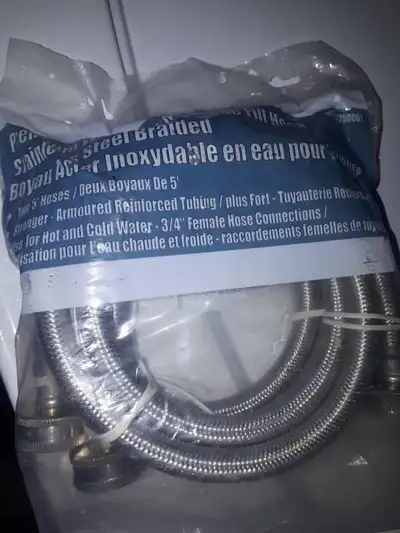 Fill Hose
Stainless Steel Braided
Boyau Acier Inoxydable en eau pour
Two 5' Hoses / Deux Boyaux De 5'
Stronger - Armoured Reinforced Tubing / plus Fort - Tuyauterie
Use for Hot and Cold Water - 3/4" Female Hose Connections /
Utilisation pour l'eau chaude et froide - raccordements femelles de